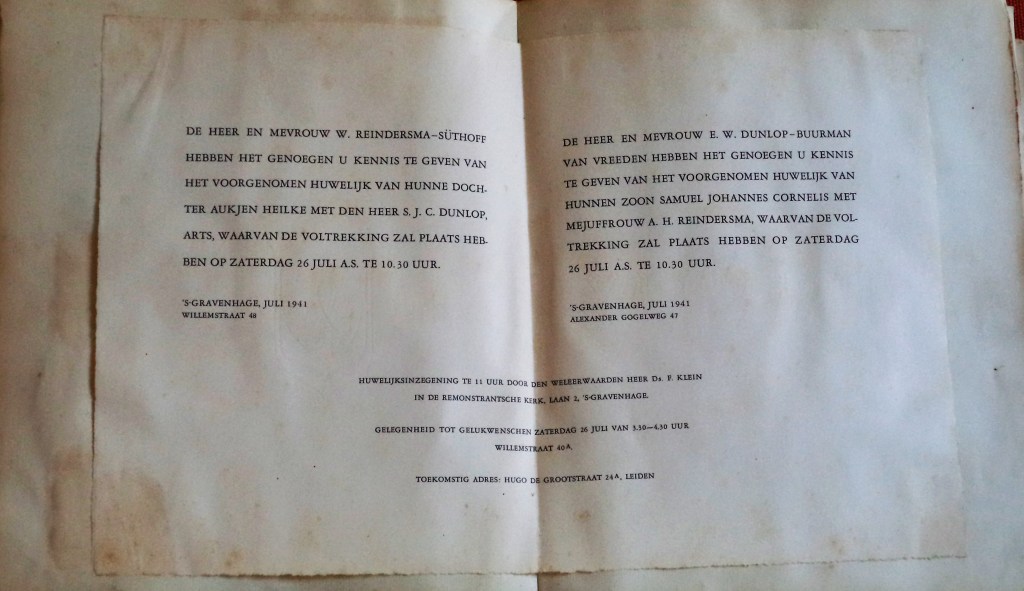 DE HEER EN MEVROUW W. REINDERSMA–SÜTHOFF
HEBBEN HET GENOEGEN U KENNIS TE GEVEN VAN
HET VOORGENOMEN HUWELIJK VAN HUNNE DOCH-
TER AUKJEN HEILKE MET DEN HEER S. J. C. DUNLOP,
ARTS, WAARVAN DE VOLTREKKING ZAL PLAATS HEB-
BEN OP ZATERDAG 26 JULI A.S. TE 10.30 UUR.
'S-GRAVENHAGE, JULI 1941
WILLEMSTRAAT 48
DE HEER EN MEVROUW E. W. DUNLOP–BUURMAN
VAN VREEDEN HEBBEN HET GENOEGEN U KENNIS
TE GEVEN VAN HET VOORGENOMEN HUWELIJK VAN
HUNNEN ZOON SAMUEL JOHANNES CORNELIS MET
MEJUFFROUW A. H. REINDERSMA, WAARVAN DE VOL-
TREKKING ZAL PLAATS HEBBEN OP ZATERDAG
26 JULI A.S. TE 10.30 UUR.
'S-GRAVENHAGE, JULI 1941
ALEXANDER GOGELWEG 47
HUWELIJKSINZEGENING TE 11 UUR DOOR DEN WELEERWAARDEN HEER Ds. F. KLEIN
IN DE REMONSTRANTSCHE KERK, LAAN 2, 'S-GRAVENHAGE.
GELEGENHEID TOT GELUKWENSCHEN ZATERDAG 26 JULI VAN 3.30—4.30 UUR
WILLEMSTRAAT 40A.
TOEKOMSTIG ADRES: HUGO DE GROOTSTRAAT 24A, LEIDEN